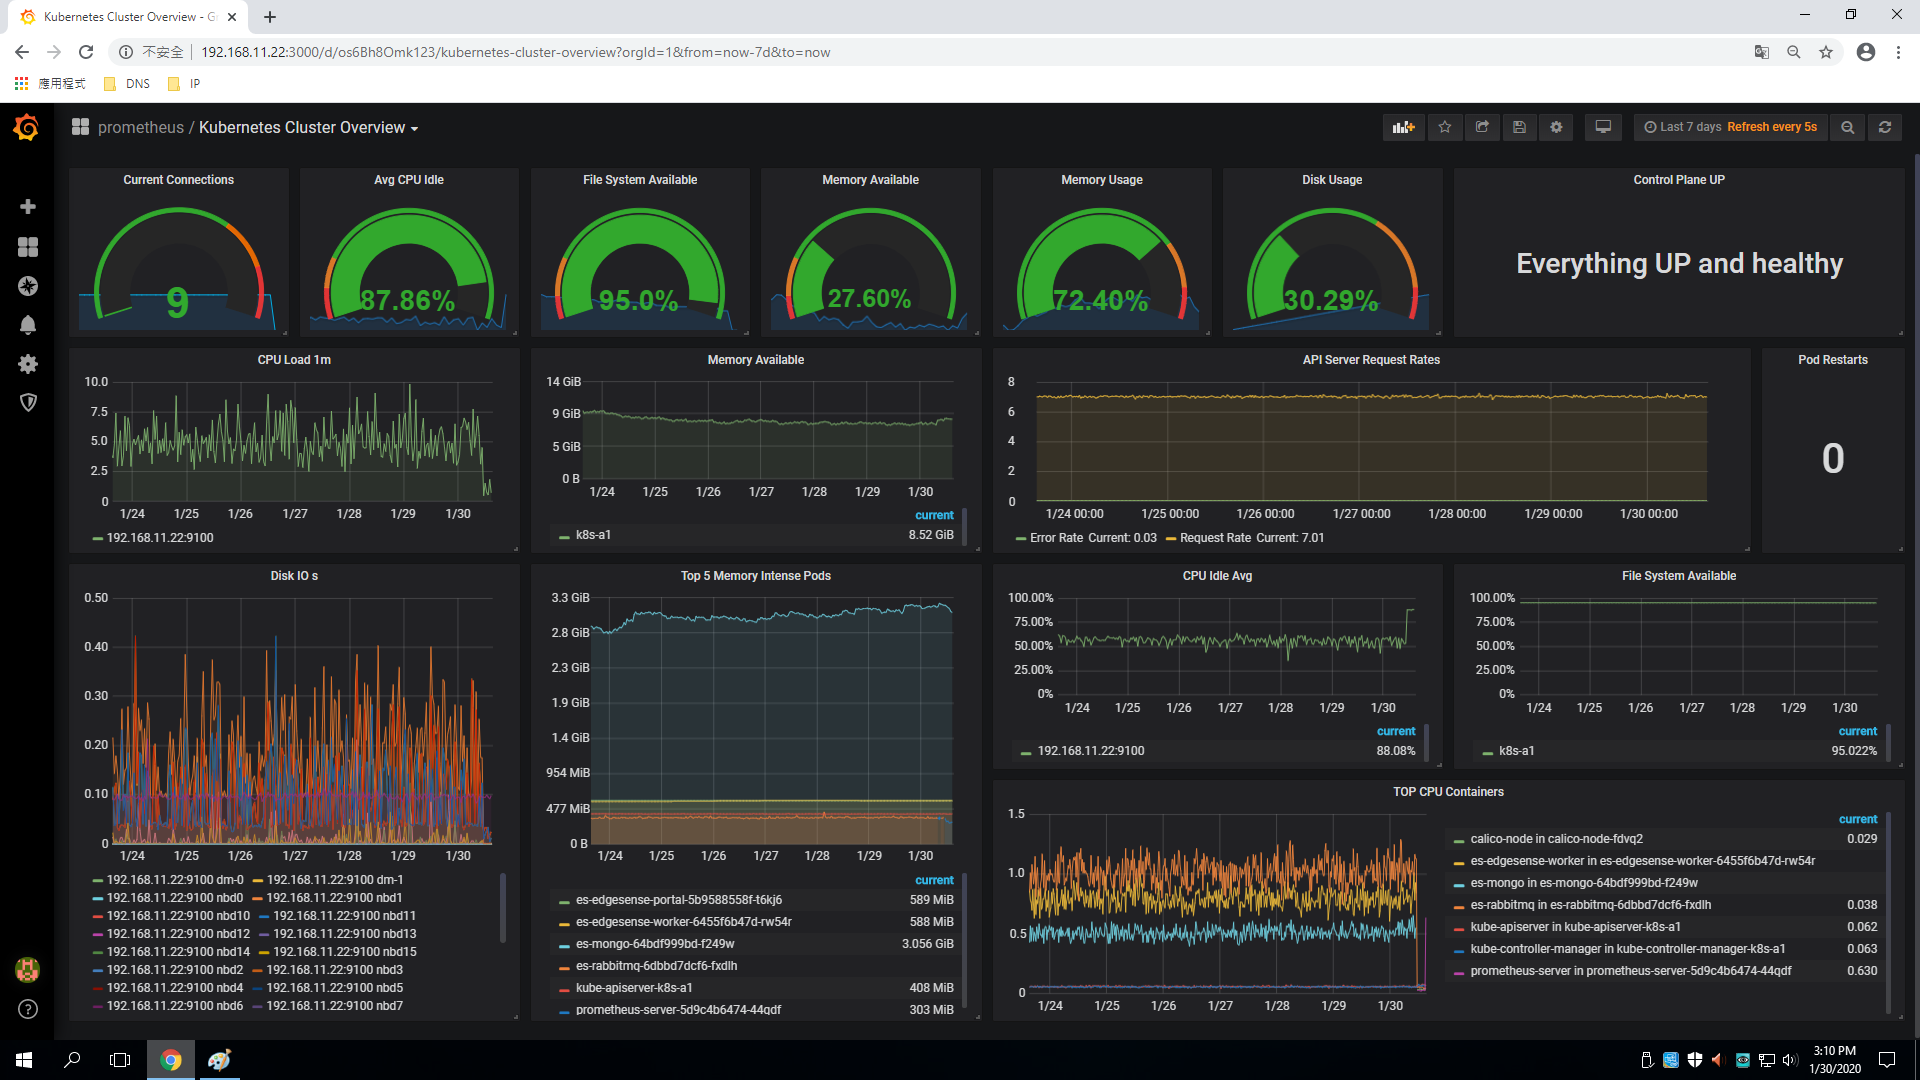 Kubernetes Cluster Overview - G
不安全 192.168.11.22:3000/d/os6Bh8Omk123/kubernetes-cluster-overview?orgId=1&from=now-7d&to=now
應用程式 DNS IP
prometheus / Kubernetes Cluster Overview
Last 7 days Refresh every 5s
Current Connections
9
Avg CPU Idle
87.86%
File System Available
95.0%
Memory Available
27.60%
Memory Usage
72.40%
Disk Usage
30.29%
Control Plane UP
Everything UP and healthy
CPU Load 1m
10.0
7.5
5.0
2.5
0
1/24 1/25 1/26 1/27 1/28 1/29 1/30
192.168.11.22:9100
Memory Available
14 GiB
9 GiB
5 GiB
0 B
1/24 1/25 1/26 1/27 1/28 1/29 1/30
current
k8s-a1 8.52 GiB
API Server Request Rates
8
6
4
2
0
1/24 00:00 1/25 00:00 1/26 00:00 1/27 00:00 1/28 00:00 1/29 00:00 1/30 00:00
Error Rate Current: 0.03 Request Rate Current: 7.01
Pod Restarts
0
Disk IO s
0.50
0.40
0.30
0.20
0.10
0
1/24 1/25 1/26 1/27 1/28 1/29 1/30
192.168.11.22:9100 dm-0 192.168.11.22:9100 dm-1
192.168.11.22:9100 nbd0 192.168.11.22:9100 nbd1
192.168.11.22:9100 nbd10 192.168.11.22:9100 nbd11
192.168.11.22:9100 nbd12 192.168.11.22:9100 nbd13
192.168.11.22:9100 nbd14 192.168.11.22:9100 nbd15
192.168.11.22:9100 nbd2 192.168.11.22:9100 nbd3
192.168.11.22:9100 nbd4 192.168.11.22:9100 nbd5
192.168.11.22:9100 nbd6 192.168.11.22:9100 nbd7
Top 5 Memory Intense Pods
3.3 GiB
2.8 GiB
2.3 GiB
1.9 GiB
1.4 GiB
954 MiB
477 MiB
0 B
1/24 1/25 1/26 1/27 1/28 1/29 1/30
current
es-edgesense-portal-5b9588558f-t6kj6 589 MiB
es-edgesense-worker-6455f6b47d-rw54r 588 MiB
es-mongo-64bdf999bd-f249w 3.056 GiB
es-rabbitmq-6dbbd7dcf6-fxdlh
kube-apiserver-k8s-a1 408 MiB
prometheus-server-5d9c4b6474-44qdf 303 MiB
CPU Idle Avg
100.00%
75.00%
50.00%
25.00%
0%
1/24 1/25 1/26 1/27 1/28 1/29 1/30
current
192.168.11.22:9100 88.08%
File System Available
100.00%
75.00%
50.00%
25.00%
0%
1/24 1/25 1/26 1/27 1/28 1/29 1/30
current
k8s-a1 95.022%
TOP CPU Containers
1.5
1.0
0.5
0
1/24 1/25 1/26 1/27 1/28 1/29 1/30
current
calico-node in calico-node-fdvq2 0.029
es-edgesense-worker in es-edgesense-worker-6455f6b47d-rw54r
es-mongo in es-mongo-64bdf999bd-f249w
es-rabbitmq in es-rabbitmq-6dbbd7dcf6-fxdlh 0.038
kube-apiserver in kube-apiserver-k8s-a1 0.062
kube-controller-manager in kube-controller-manager-k8s-a1 0.063
prometheus-server in prometheus-server-5d9c4b6474-44qdf 0.630
3:10 PM
1/30/2020